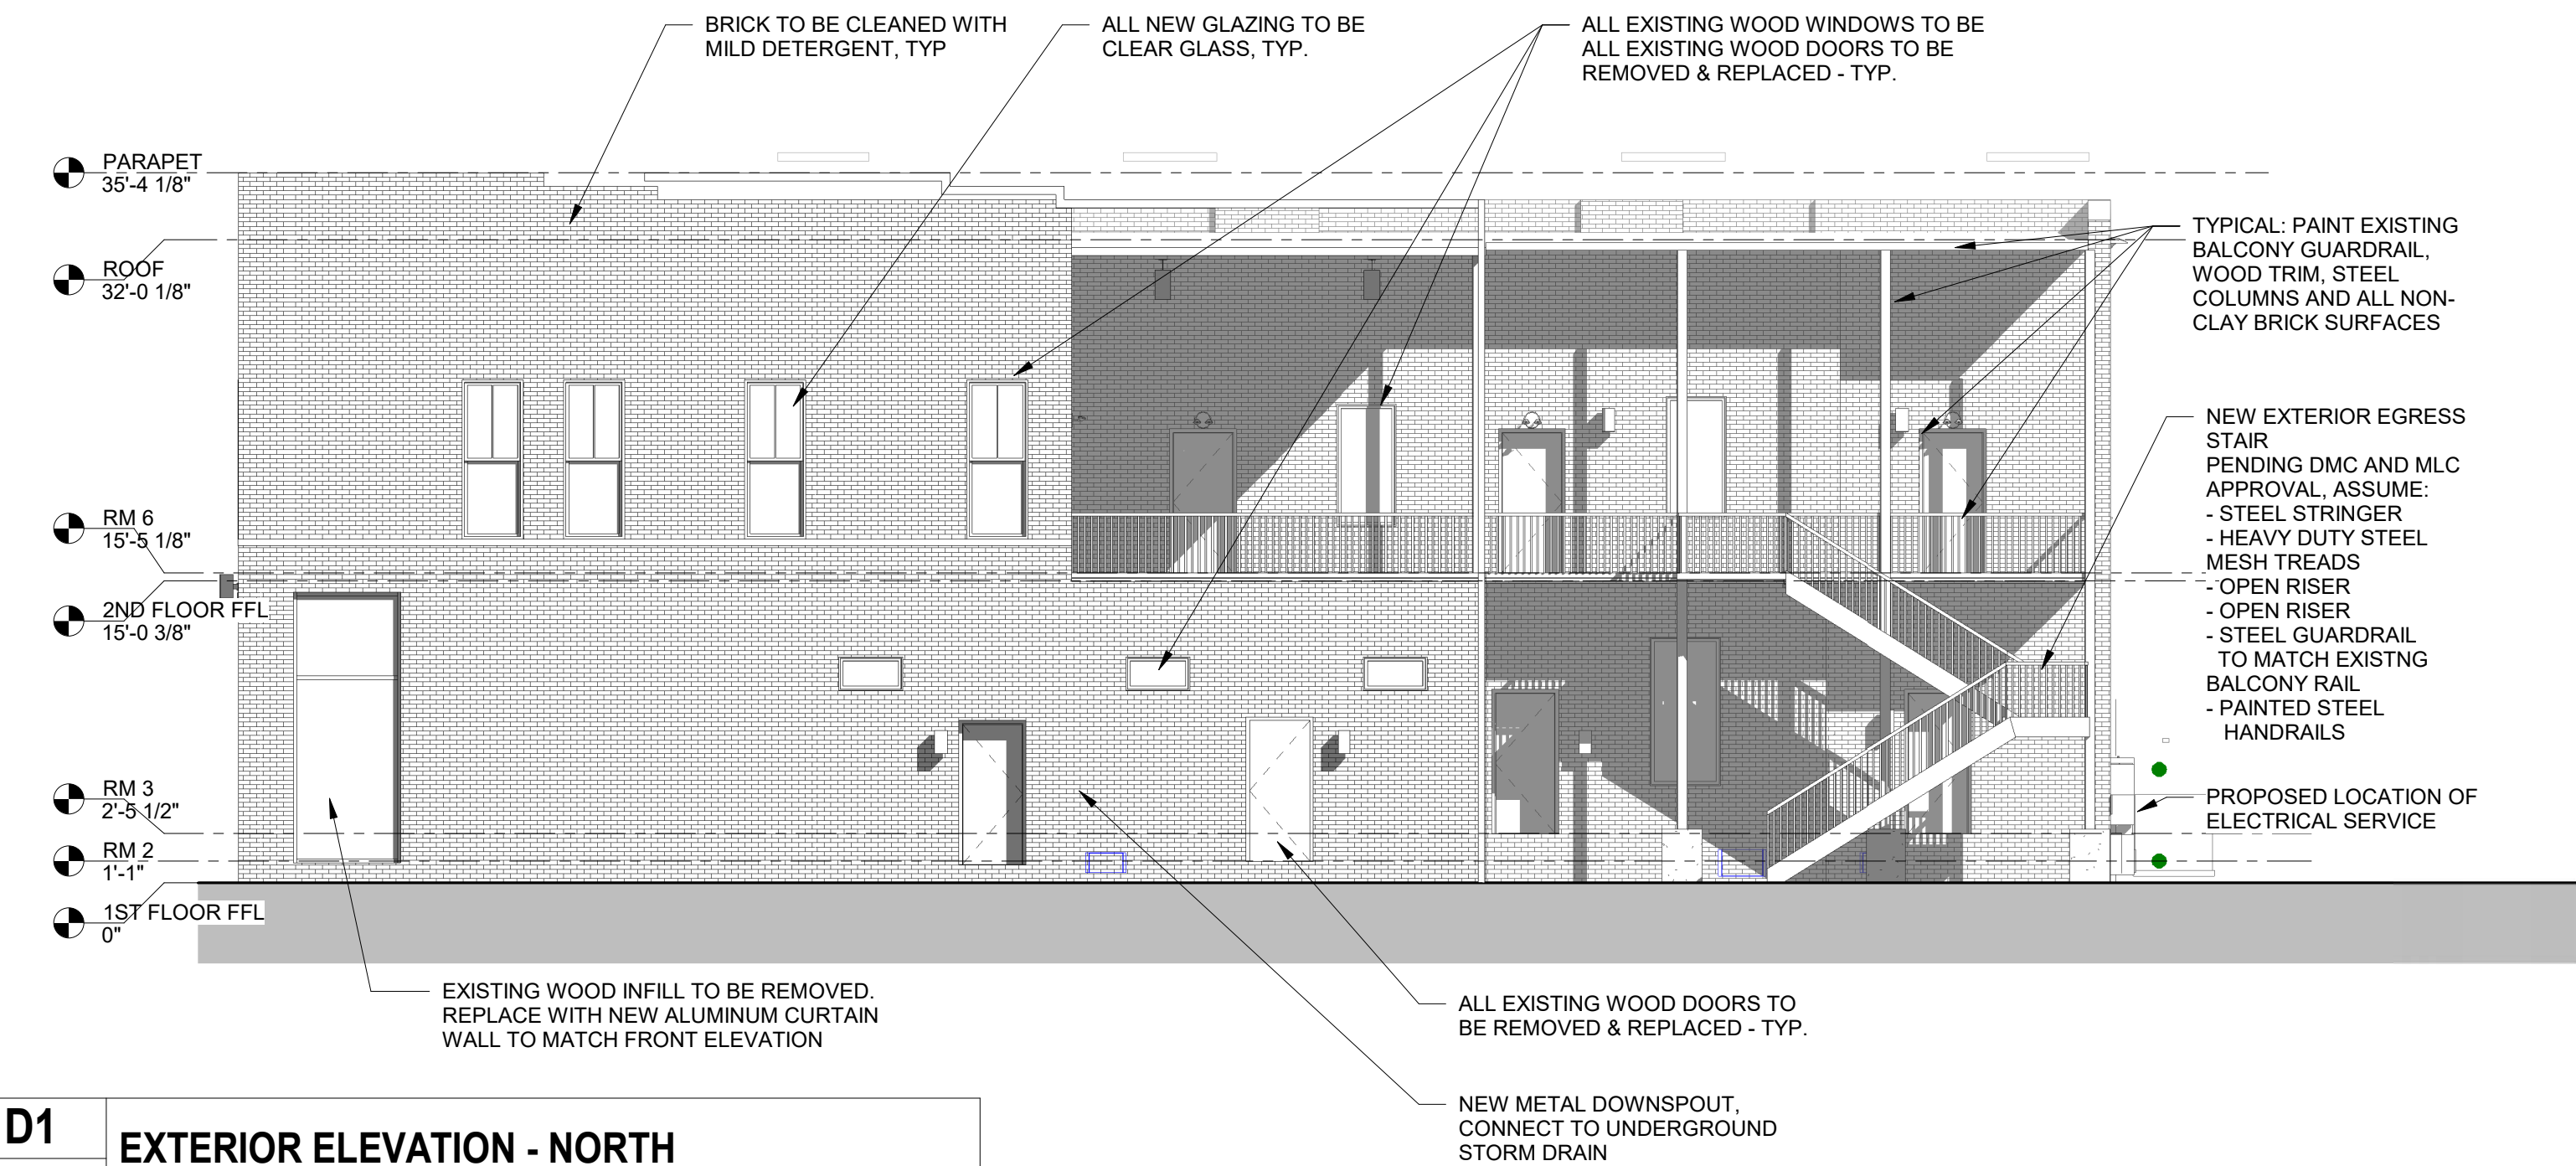 BRICK TO BE CLEANED WITH
MILD DETERGENT, TYP
ALL NEW GLAZING TO BE
CLEAR GLASS, TYP.
ALL EXISTING WOOD WINDOWS TO BE
ALL EXISTING WOOD DOORS TO BE
REMOVED & REPLACED - TYP.
PARAPET
35'-4 1/8"
ROOF
32'-0 1/8"
RM 6
15'-5 1/8"
2ND FLOOR FFL
15'-0 3/8"
RM 3
2'-5 1/2"
RM 2
1'-1"
1ST FLOOR FFL
0"
TYPICAL: PAINT EXISTING
BALCONY GUARDRAIL,
WOOD TRIM, STEEL
COLUMNS AND ALL NON-
CLAY BRICK SURFACES
NEW EXTERIOR EGRESS
STAIR
PENDING DMC AND MLC
APPROVAL, ASSUME:
- STEEL STRINGER
- HEAVY DUTY STEEL
MESH TREADS
- OPEN RISER
- OPEN RISER
- STEEL GUARDRAIL
TO MATCH EXISTNG
BALCONY RAIL
- PAINTED STEEL
HANDRAILS
PROPOSED LOCATION OF
ELECTRICAL SERVICE
EXISTING WOOD INFILL TO BE REMOVED.
REPLACE WITH NEW ALUMINUM CURTAIN
WALL TO MATCH FRONT ELEVATION
ALL EXISTING WOOD DOORS TO
BE REMOVED & REPLACED - TYP.
NEW METAL DOWNSPOUT,
CONNECT TO UNDERGROUND
STORM DRAIN
D1
EXTERIOR ELEVATION - NORTH